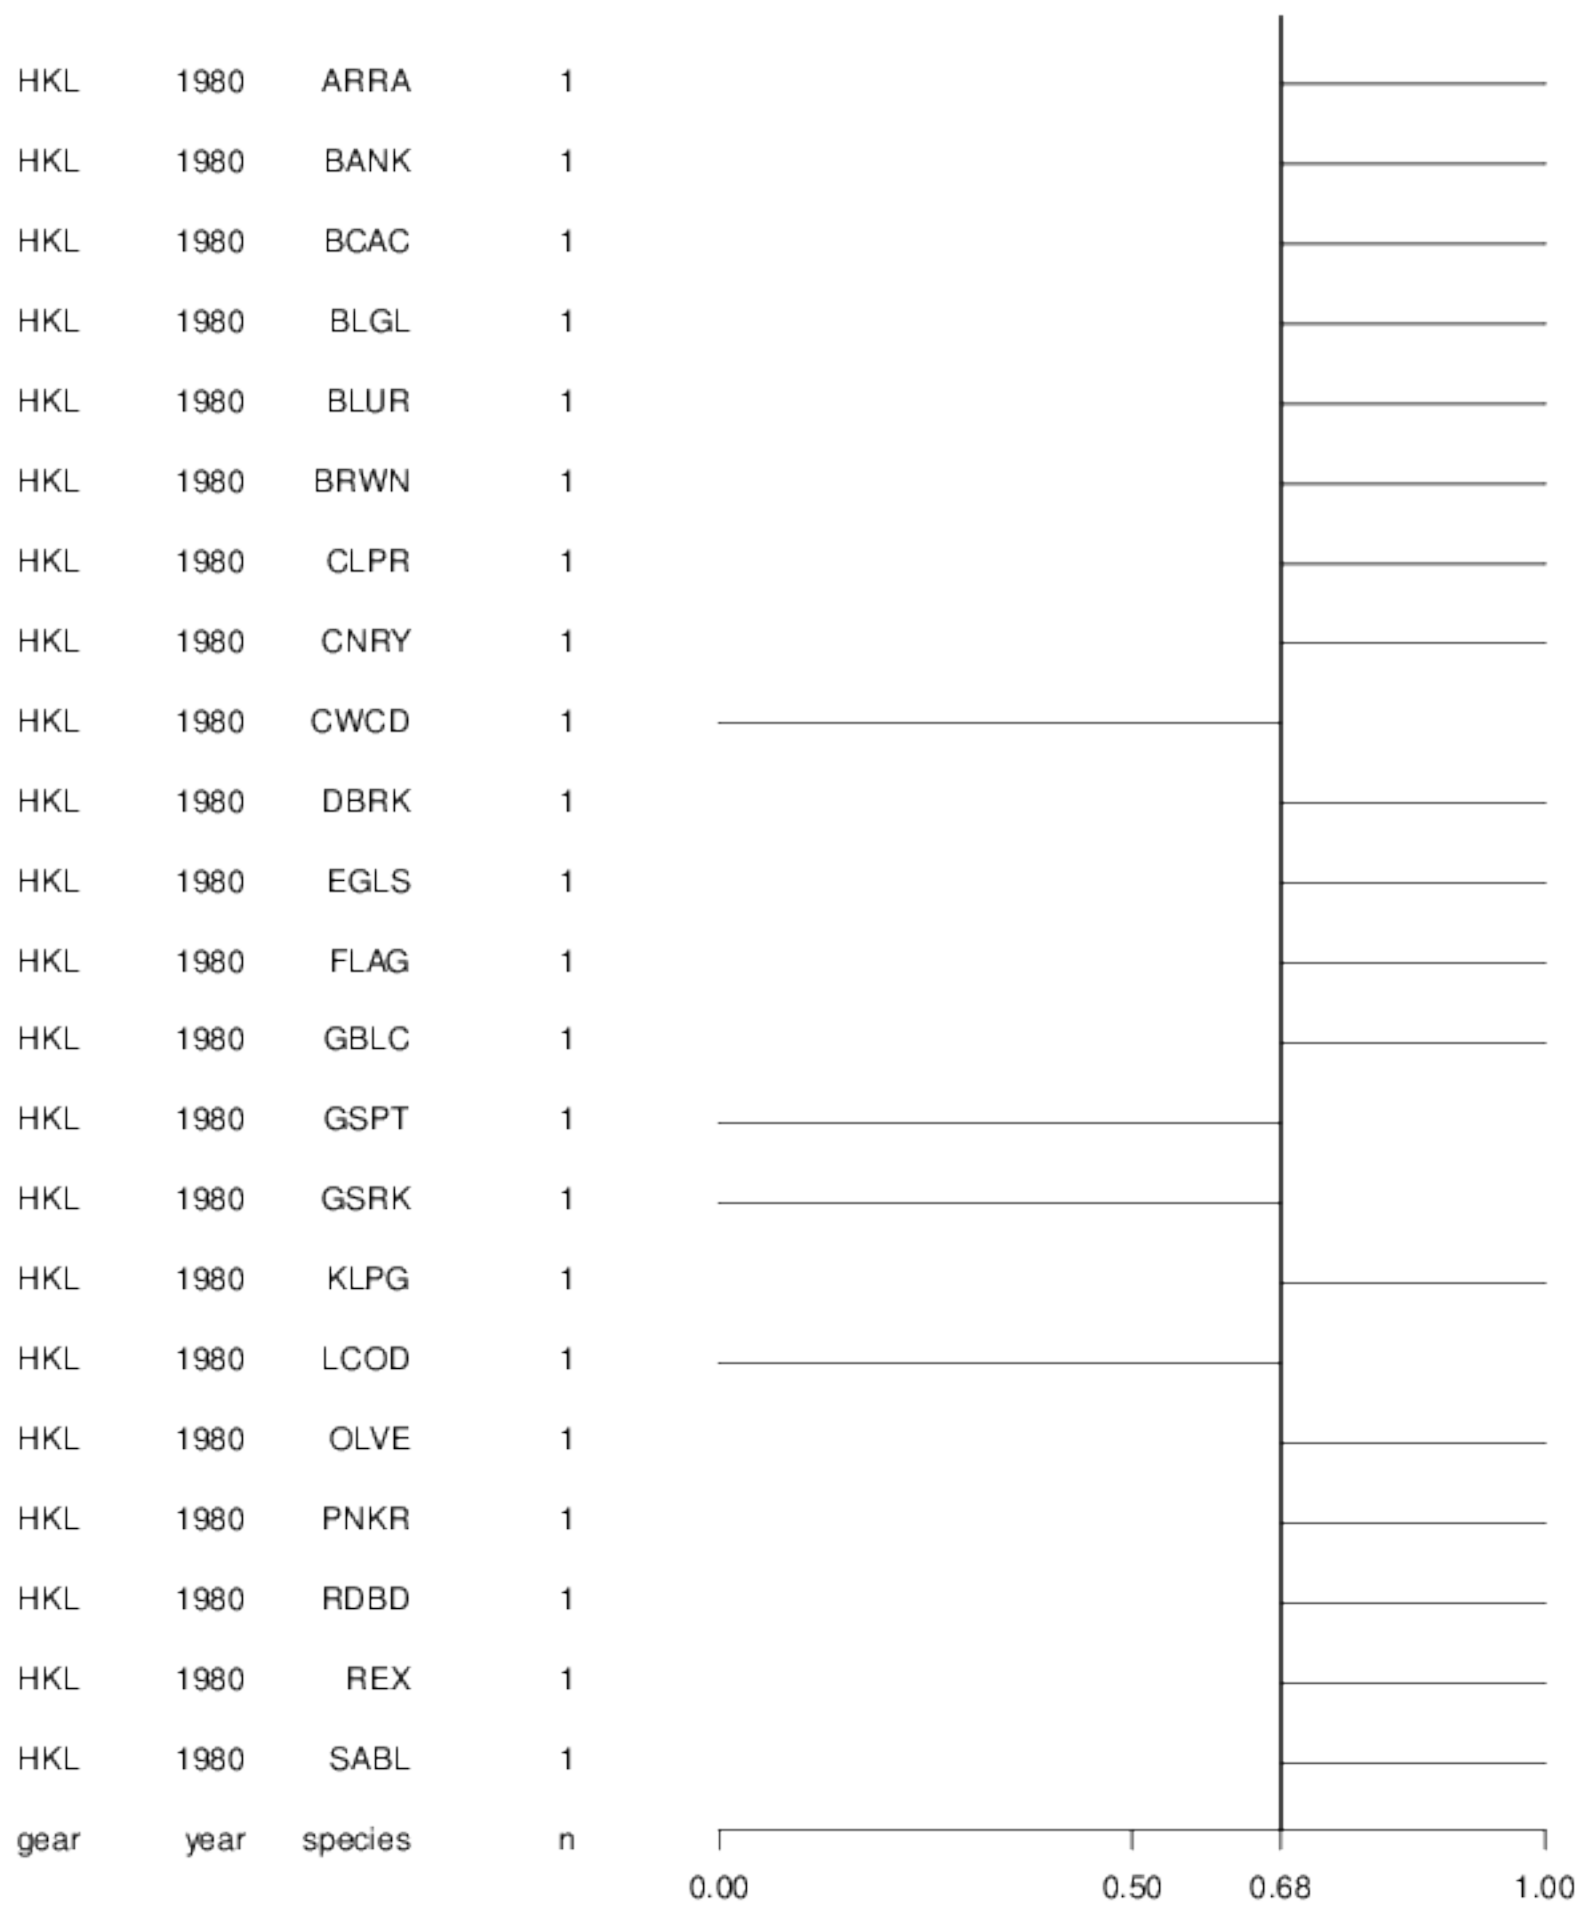 HKL 1980 ARRA 1
HKL 1980 BANK 1
HKL 1980 BCAC 1
HKL 1980 BLGL 1
HKL 1980 BLUR 1
HKL 1980 BRWN 1
HKL 1980 CLPR 1
HKL 1980 CNRY 1
HKL 1980 CWCD 1
HKL 1980 DBRK 1
HKL 1980 EGLS 1
HKL 1980 FLAG 1
HKL 1980 GBLC 1
HKL 1980 GSPT 1
HKL 1980 GSRK 1
HKL 1980 KLPG 1
HKL 1980 LCOD 1
HKL 1980 OLVE 1
HKL 1980 PNKR 1
HKL 1980 RDBD 1
HKL 1980 REX 1
HKL 1980 SABL 1
gear year species n
0.00 0.50 0.68 1.00